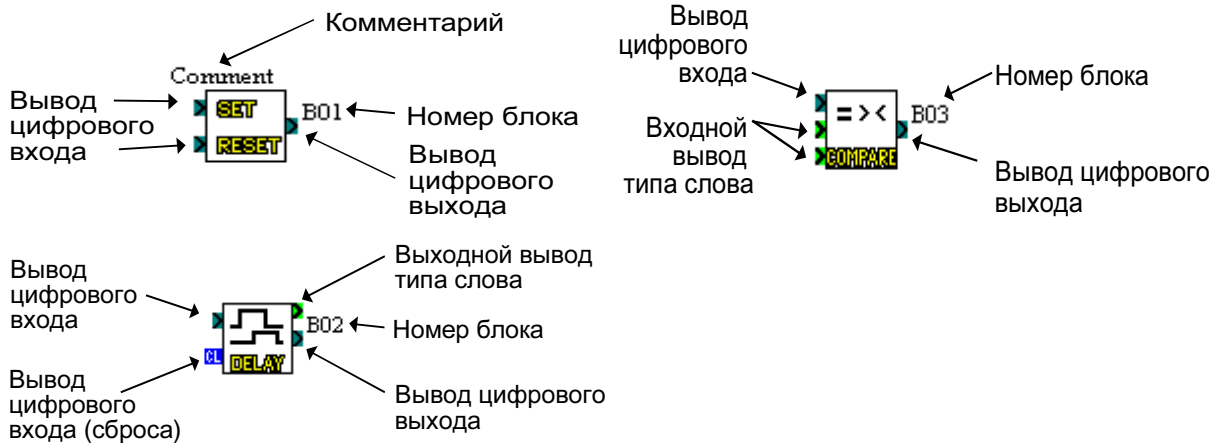 Комментарий
Comment
Вывод
цифрового
входа
SET
RESET
B01
Номер блока
Вывод
цифрового
выхода
Вывод
цифрового
входа
Входной
вывод
типа слова
= > <
COMPARE
B03
Номер блока
Вывод цифрового
выхода
Вывод
цифрового
входа
Вывод
цифрового
входа (сброса)
CL
DELAY
B02
Выходной вывод
типа слова
Номер блока
Вывод цифрового
выхода